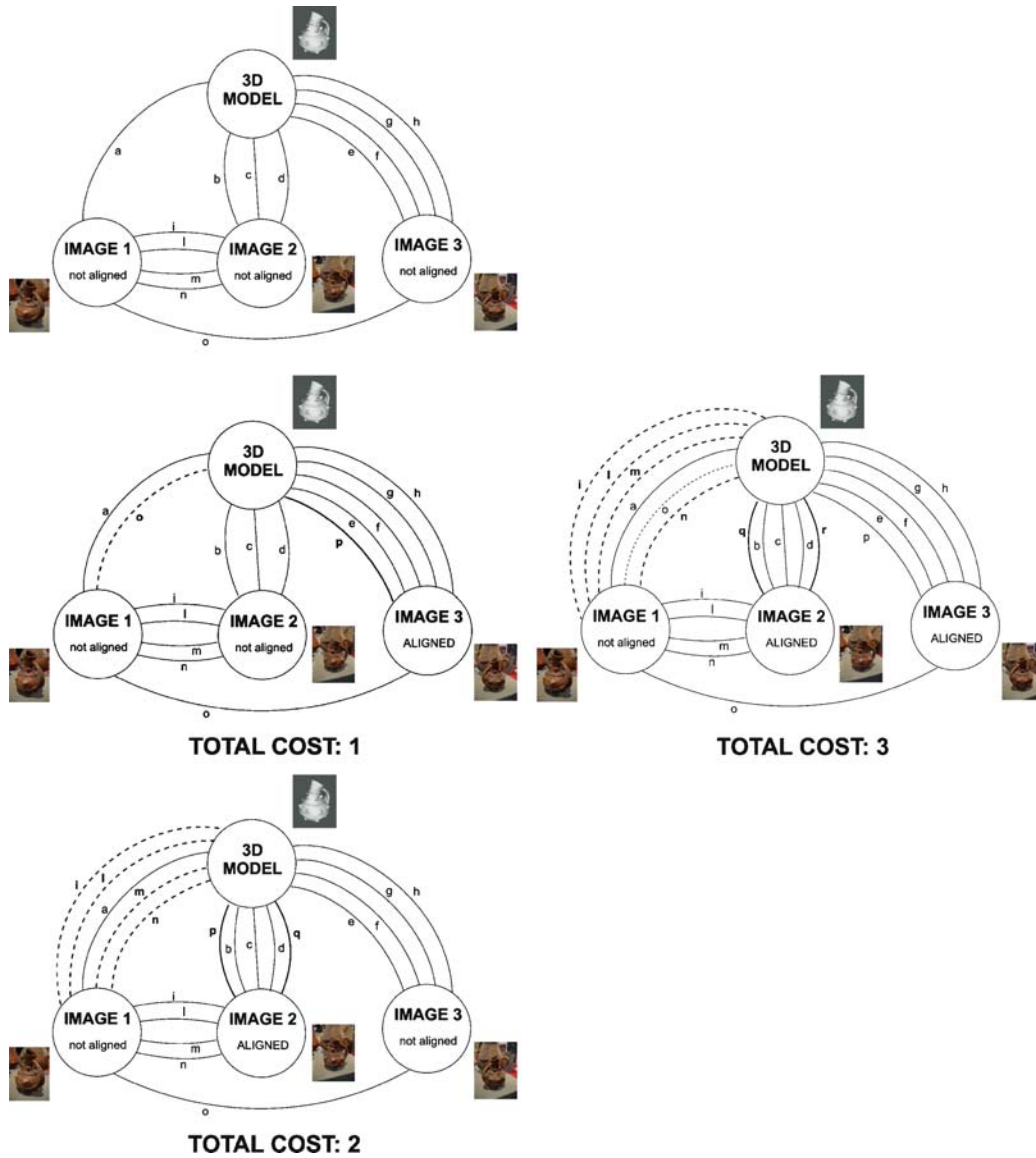 3D
MODEL
a
b
c
d
e
f
g
h
IMAGE 1
not aligned
i
l
m
n
IMAGE 2
not aligned
IMAGE 3
not aligned
o
3D
MODEL
a
o
b
c
d
e
f
g
h
p
IMAGE 1
not aligned
i
l
m
n
IMAGE 2
not aligned
IMAGE 3
ALIGNED
o
TOTAL COST: 1
3D
MODEL
i
l
m
a
o
n
q
b
c
d
r
e
f
g
h
p
IMAGE 1
not aligned
i
l
m
n
IMAGE 2
ALIGNED
IMAGE 3
ALIGNED
o
TOTAL COST: 3
3D
MODEL
i
l
a
m
n
p
b
c
d
q
e
f
g
h
IMAGE 1
not aligned
i
l
m
n
IMAGE 2
ALIGNED
IMAGE 3
not aligned
o
TOTAL COST: 2